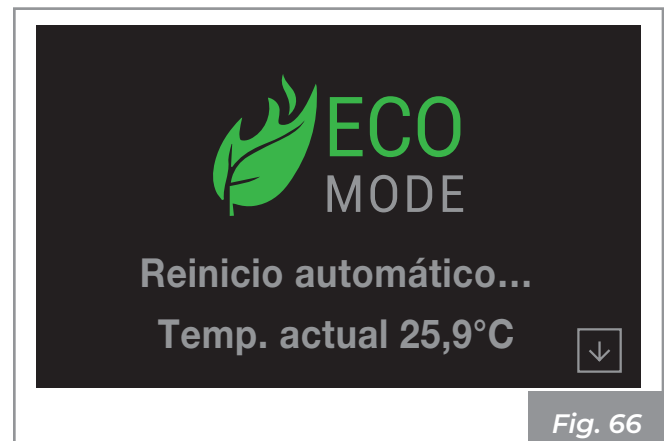 ECO
MODE
Reinicio automático...
Temp. actual 25,9°C
Fig. 66